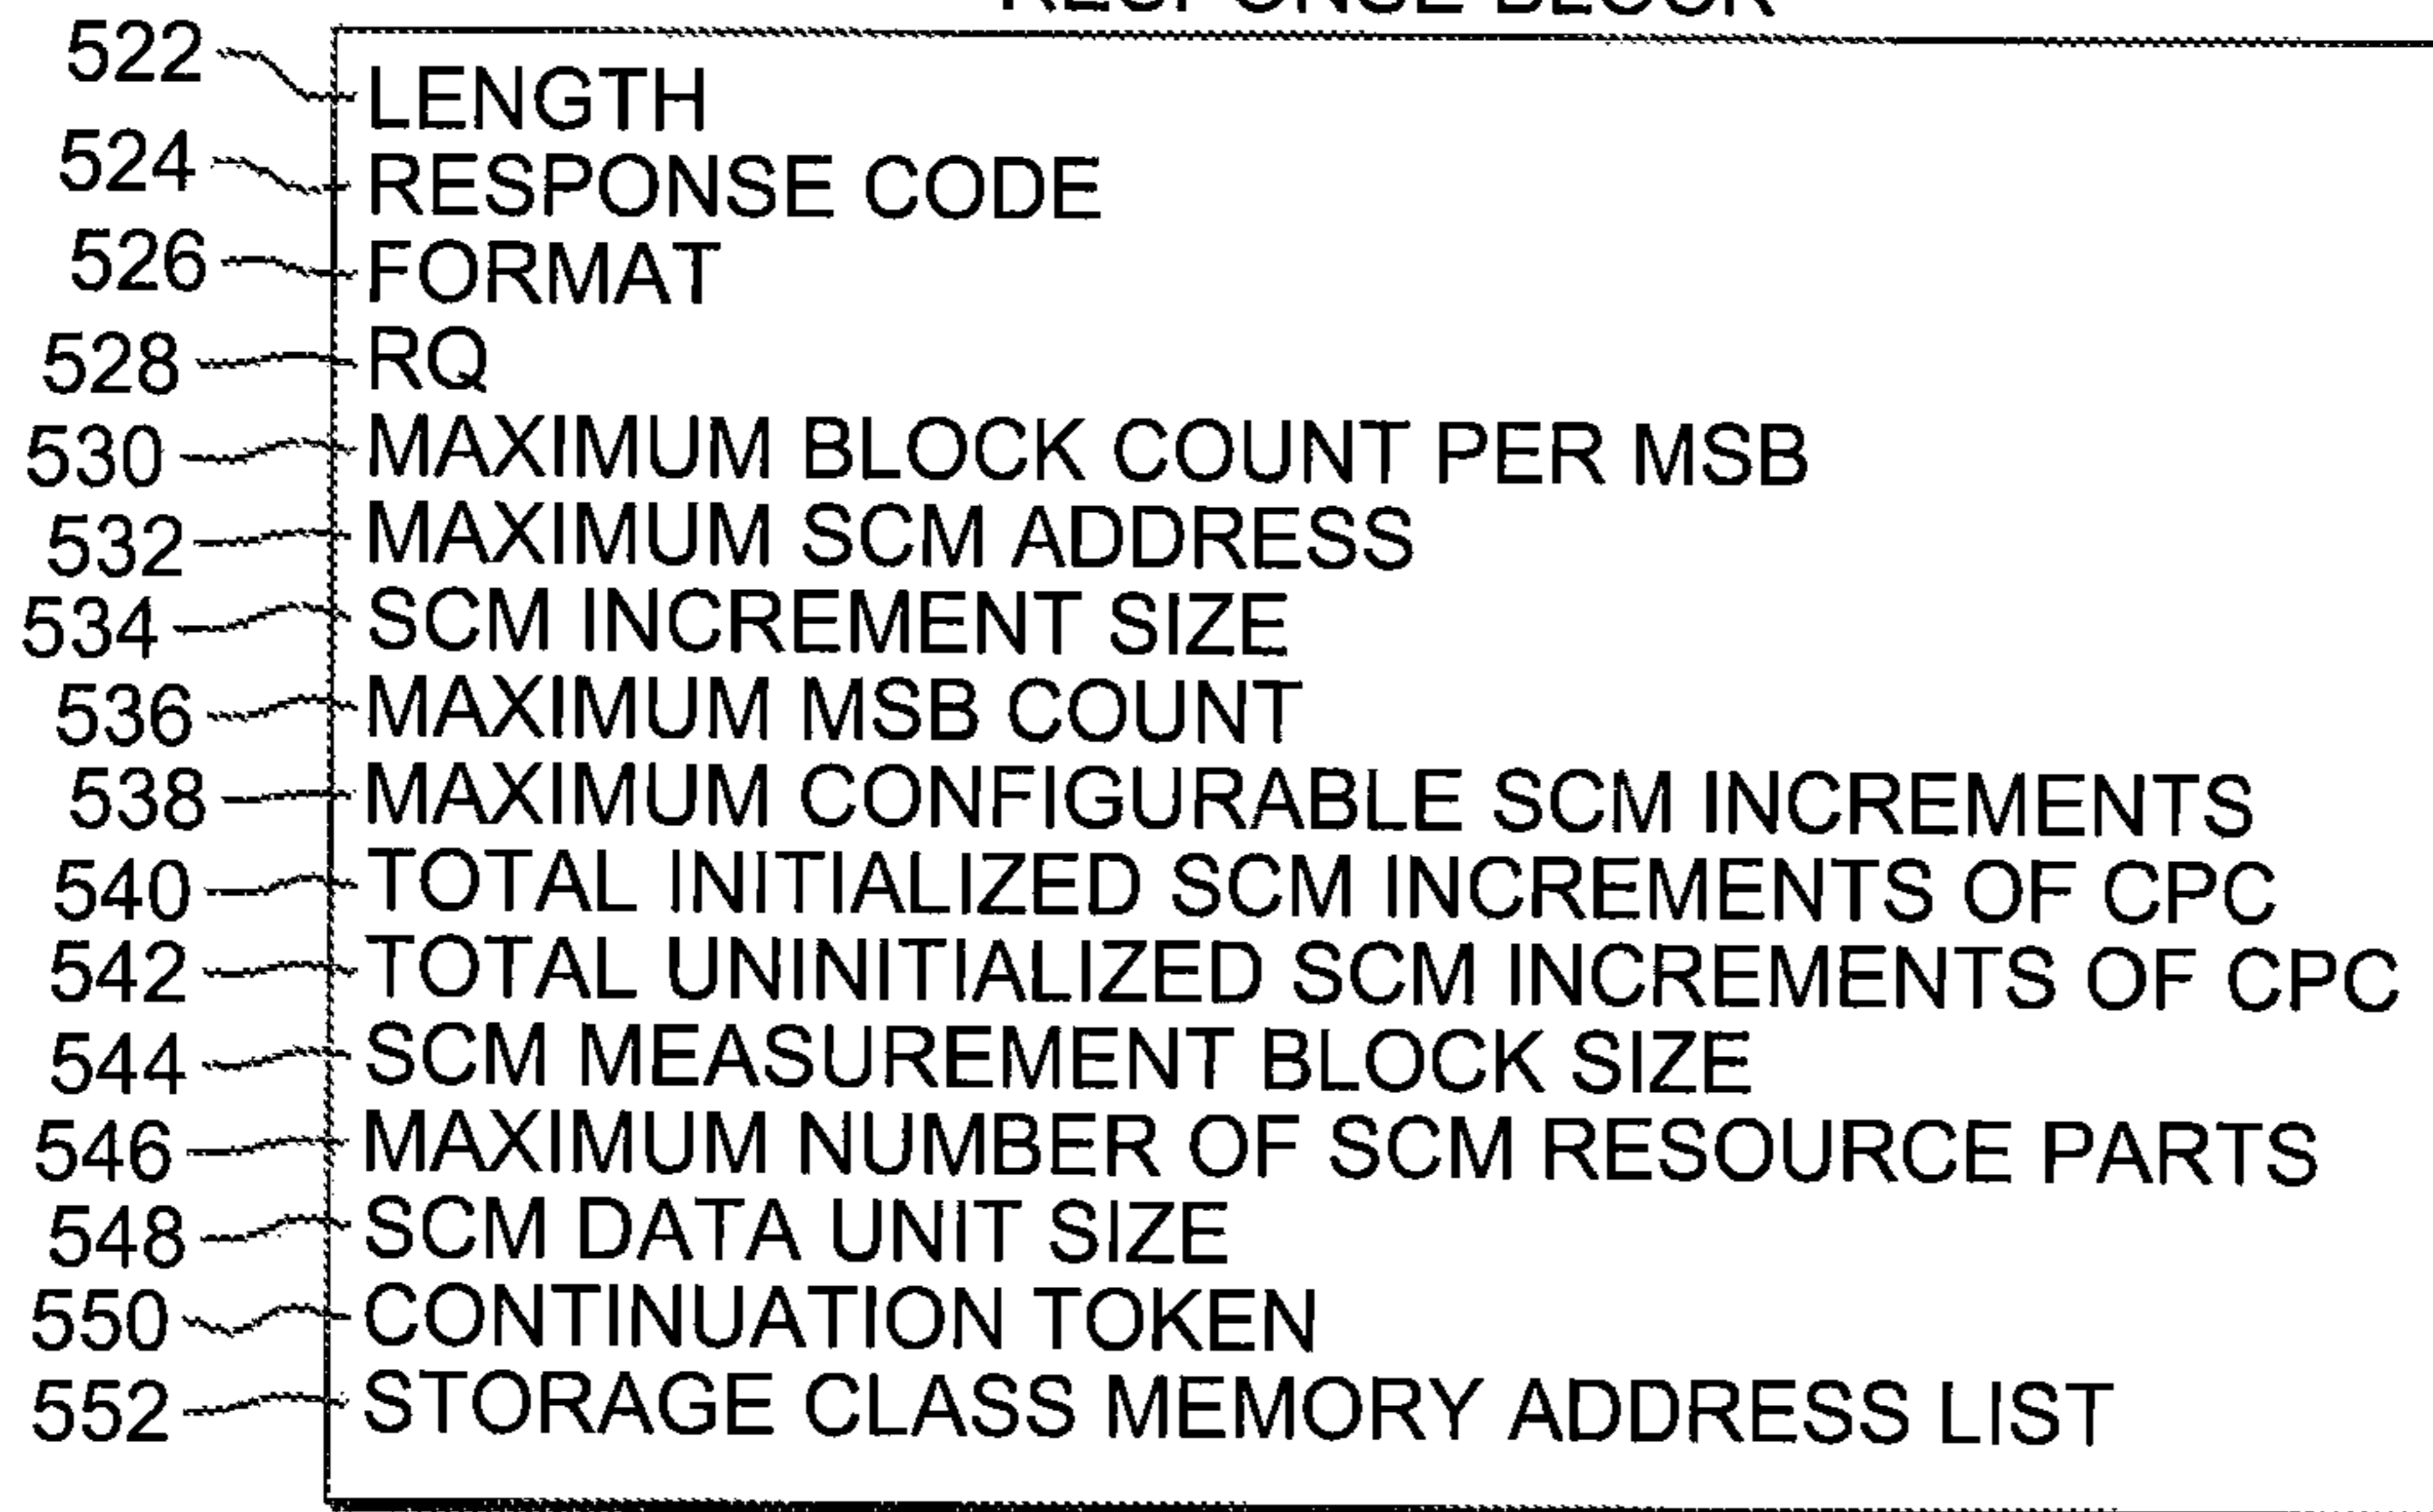 RESPONSE BLOCK
522 LENGTH
524 RESPONSE CODE
526 FORMAT
528 RQ
530 MAXIMUM BLOCK COUNT PER MSB
532 MAXIMUM SCM ADDRESS
534 SCM INCREMENT SIZE
536 MAXIMUM MSB COUNT
538 MAXIMUM CONFIGURABLE SCM INCREMENTS
540 TOTAL INITIALIZED SCM INCREMENTS OF CPC
542 TOTAL UNINITIALIZED SCM INCREMENTS OF CPC
544 SCM MEASUREMENT BLOCK SIZE
546 MAXIMUM NUMBER OF SCM RESOURCE PARTS
548 SCM DATA UNIT SIZE
550 CONTINUATION TOKEN
552 STORAGE CLASS MEMORY ADDRESS LIST